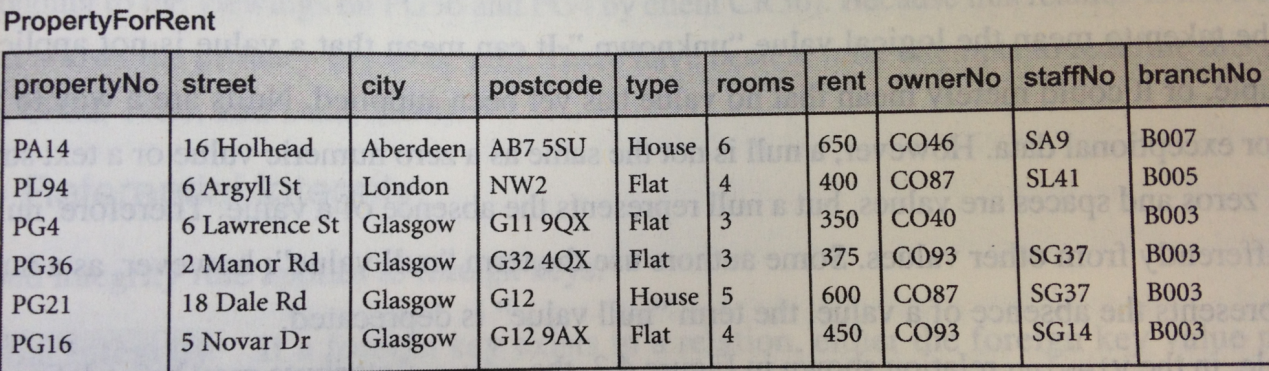 PropertyForRent
propertyNo street city postcode type rooms rent ownerNo staffNo branchNo
PA14 16 Holhead Aberdeen AB7 5SU House 6 650 CO46 SA9 B007
PL94 6 Argyll St London NW2 Flat 4 400 CO87 SL41 B005
PG4 6 Lawrence St Glasgow G11 9QX Flat 3 350 CO40 B003
PG36 2 Manor Rd Glasgow G32 4QX Flat 3 375 CO93 SG37 B003
PG21 18 Dale Rd Glasgow G12 House 5 600 CO87 SG37 B003
PG16 5 Novar Dr Glasgow G12 9AX Flat 4 450 CO93 SG14 B003